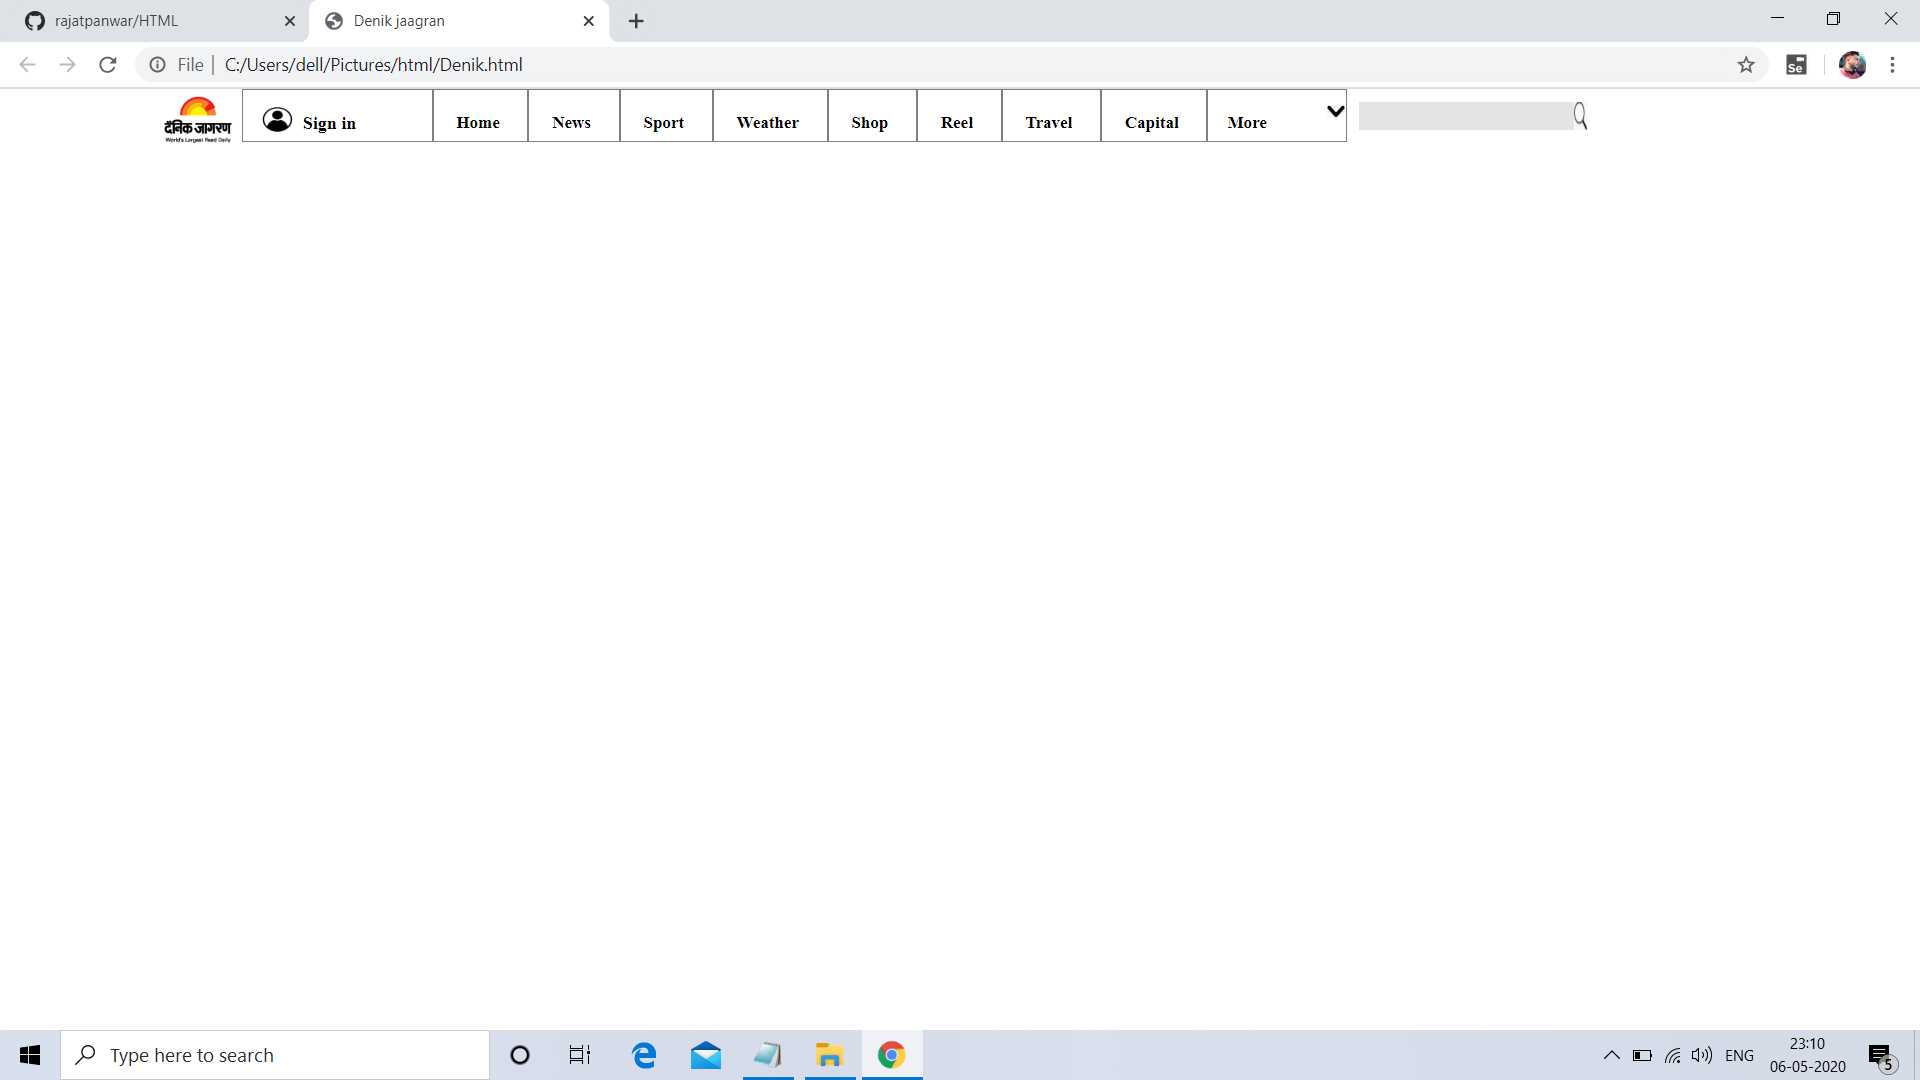 rajatpanwar/HTML
Denik jaagran
File | C:/Users/dell/Pictures/html/Denik.html
Se
दैनिक जागरण
World's Largest Read Daily
Sign in
Home
News
Sport
Weather
Shop
Reel
Travel
Capital
More
Type here to search
ENG
23:10
06-05-2020
5